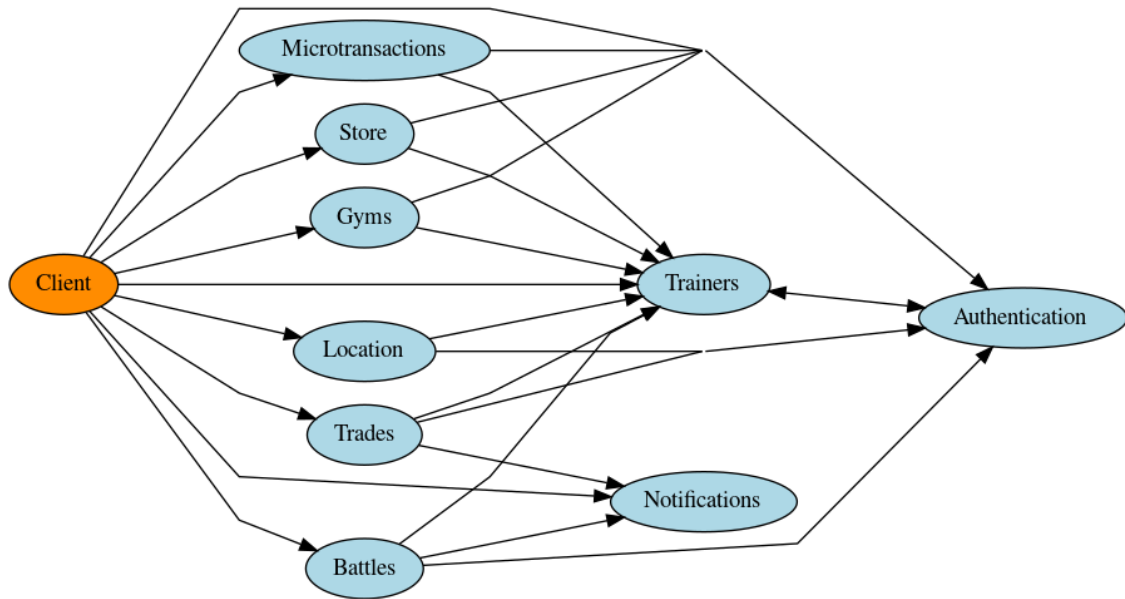 Microtransactions
Store
Gyms
Client
Trainers
Authentication
Location
Trades
Notifications
Battles